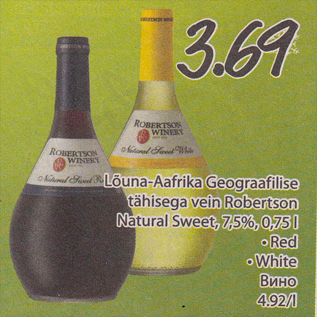 3.69
ROBERTSON
WINERY
Natural Sweet Red
ROBERTSON
WINERY
Natural Sweet White
Lõuna-Aafrika Geograafilise
tähisega vein Robertson
Natural Sweet, 7,5%, 0,75 l
• Red
• White
Вино
4.92/l